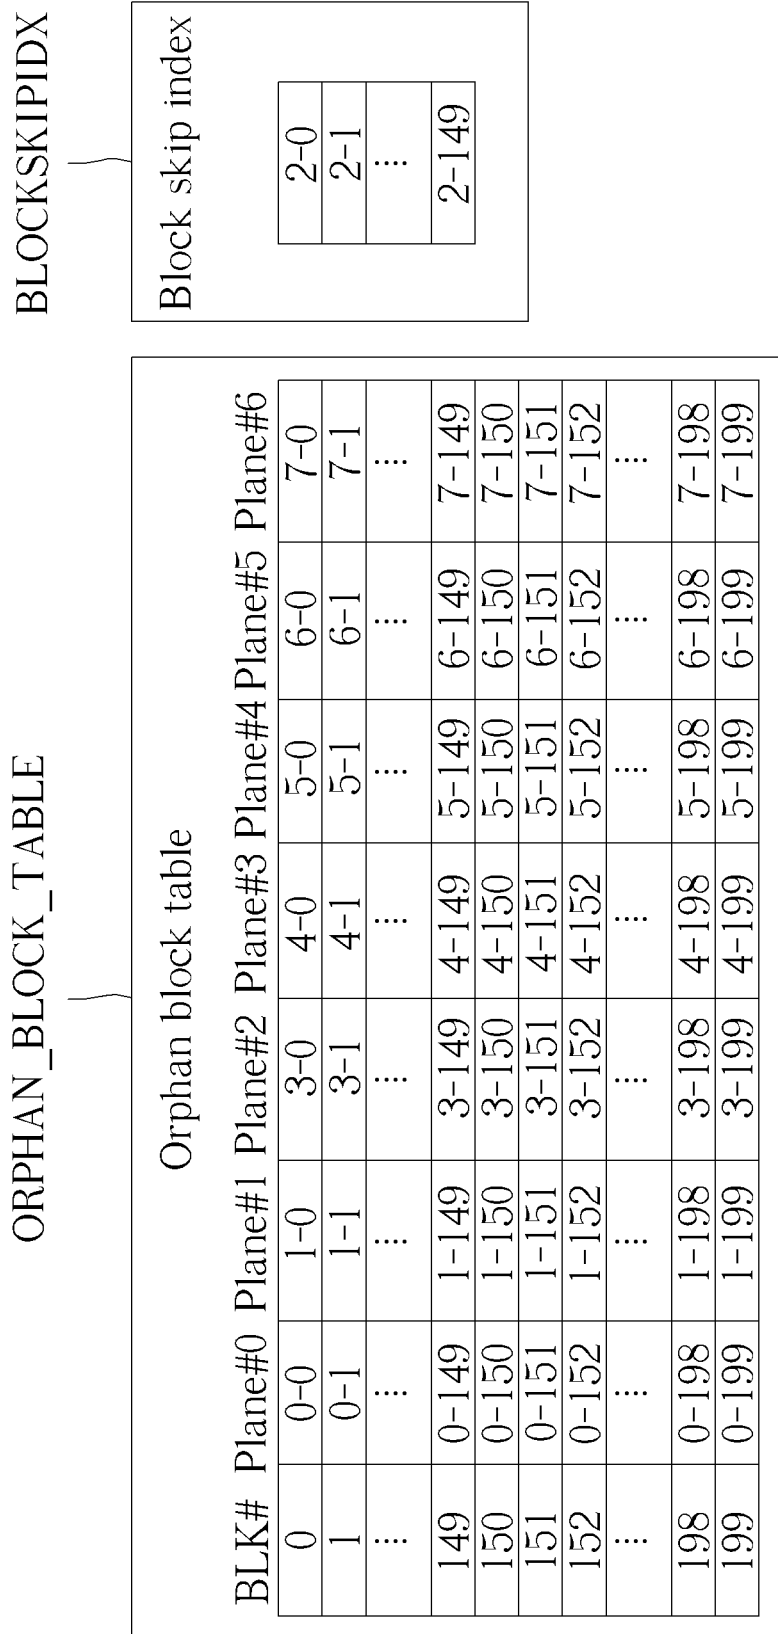 ORPHAN_BLOCK_TABLE
Orphan block table
BLK# Plane#0 Plane#1 Plane#2 Plane#3 Plane#4 Plane#5 Plane#6
0 0-0 1-0 3-0 4-0 5-0 6-0 7-0
1 0-1 1-1 3-1 4-1 5-1 6-1 7-1
.... .... .... .... .... .... .... ....
149 0-149 1-149 3-149 4-149 5-149 6-149 7-149
150 0-150 1-150 3-150 4-150 5-150 6-150 7-150
151 0-151 1-151 3-151 4-151 5-151 6-151 7-151
152 0-152 1-152 3-152 4-152 5-152 6-152 7-152
.... .... .... .... .... .... .... ....
198 0-198 1-198 3-198 4-198 5-198 6-198 7-198
199 0-199 1-199 3-199 4-199 5-199 6-199 7-199
BLOCKSKIPIDX
Block skip index
2-0
2-1
....
2-149